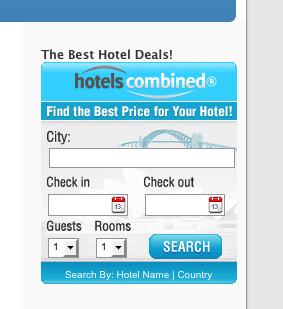 The Best Hotel Deals!
hotelscombined®
Find the Best Price for Your Hotel!
City:
Check in Check out
13 13
Guests Rooms
1 1 SEARCH
Search By: Hotel Name | Country